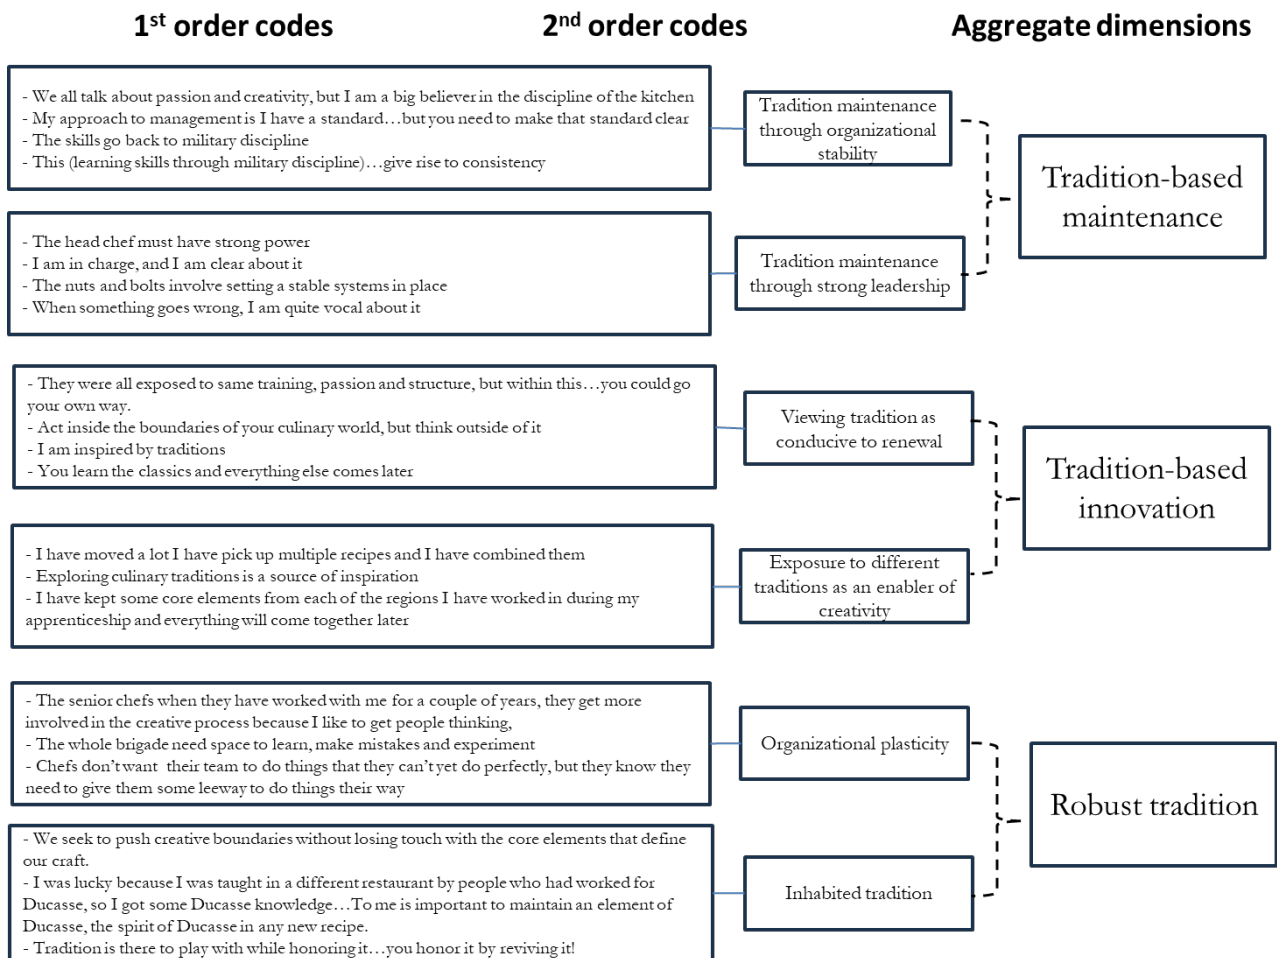 1st order codes
2nd order codes
Aggregate dimensions
- We all talk about passion and creativity, but I am a big believer in the discipline of the kitchen
- My approach to management is I have a standard…but you need to make that standard clear
- The skills go back to military discipline
- This (learning skills through military discipline)…give rise to consistency
Tradition maintenance
through organizational
stability
- The head chef must have strong power
- I am in charge, and I am clear about it
- The nuts and bolts involve setting a stable systems in place
- When something goes wrong, I am quite vocal about it
Tradition maintenance
through strong leadership
Tradition-based
maintenance
- They were all exposed to same training, passion and structure, but within this…you could go
your own way.
- Act inside the boundaries of your culinary world, but think outside of it
- I am inspired by traditions
- You learn the classics and everything else comes later
Viewing tradition as
conducive to renewal
- I have moved a lot I have pick up multiple recipes and I have combined them
- Exploring culinary traditions is a source of inspiration
- I have kept some core elements from each of the regions I have worked in during my
apprenticeship and everything will come together later
Exposure to different
traditions as an enabler of
creativity
Tradition-based
innovation
- The senior chefs when they have worked with me for a couple of years, they get more
involved in the creative process because I like to get people thinking,
- The whole brigade need space to learn, make mistakes and experiment
- Chefs don’t want their team to do things that they can’t yet do perfectly, but they know they
need to give them some leeway to do things their way
Organizational plasticity
- We seek to push creative boundaries without losing touch with the core elements that define
our craft.
- I was lucky because I was taught in a different restaurant by people who had worked for
Ducasse, so I got some Ducasse knowledge…To me is important to maintain an element of
Ducasse, the spirit of Ducasse in any new recipe.
- Tradition is there to play with while honoring it…you honor it by reviving it!
Inhabited tradition
Robust tradition